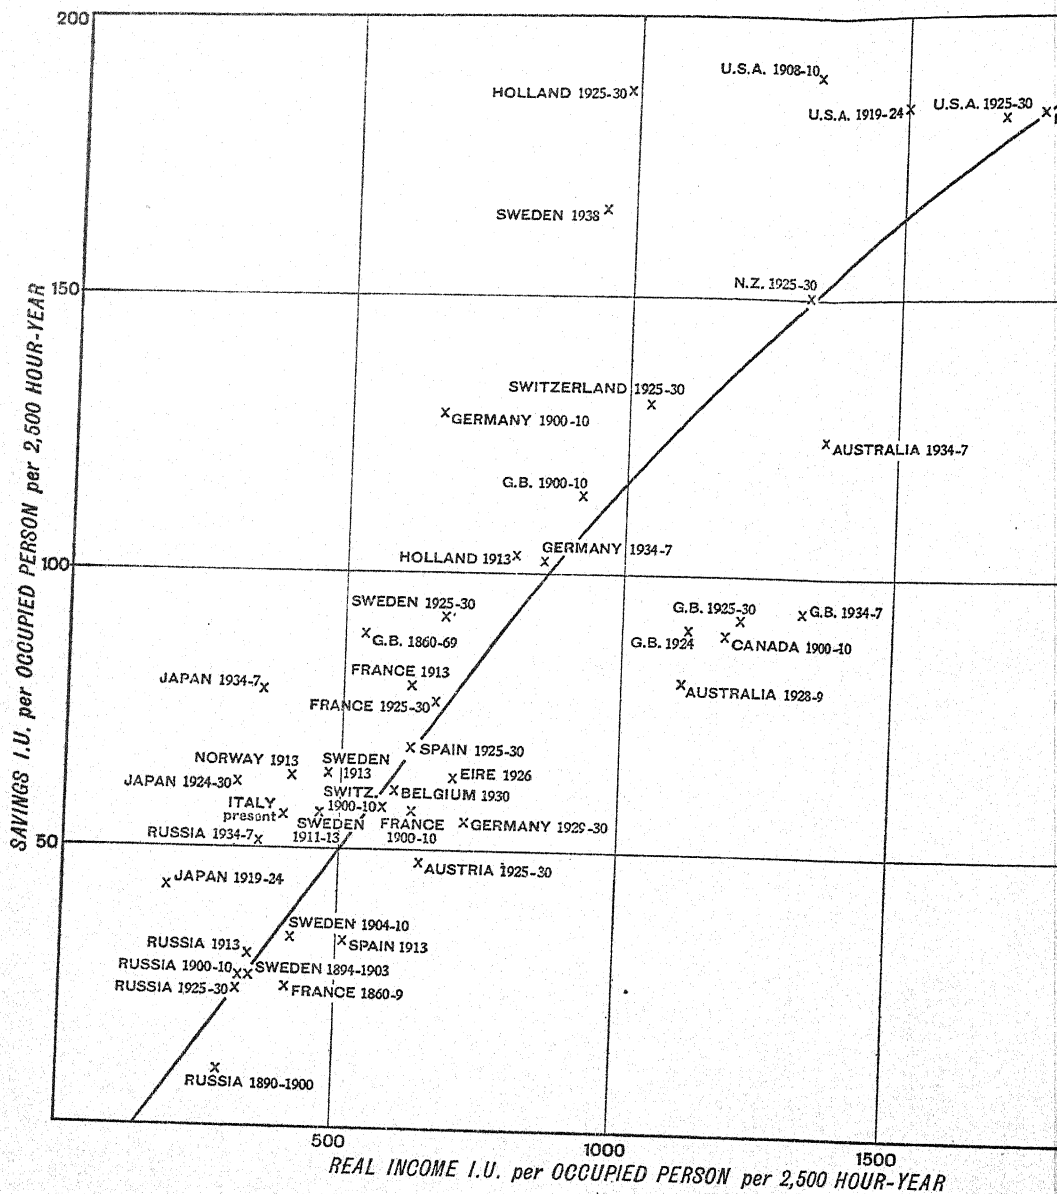 200
U.S.A. 1908-10
HOLLAND 1925-30
U.S.A. 1919-24
U.S.A. 1925-30
SWEDEN 1938
150
N.Z. 1925-30
SWITZERLAND 1925-30
GERMANY 1900-10
AUSTRALIA 1934-7
G.B. 1900-10
GERMANY 1934-7
HOLLAND 1913
100
SWEDEN 1925-30
G.B. 1925-30
G.B. 1934-7
G.B. 1860-69
G.B. 1924
CANADA 1900-10
FRANCE 1913
JAPAN 1934-7
AUSTRALIA 1928-9
FRANCE 1925-30
SPAIN 1925-30
NORWAY 1913
SWEDEN
1913
EIRE 1926
JAPAN 1924-30
SWITZ.
1900-10
BELGIUM 1930
ITALY
present
SWEDEN
1911-13
FRANCE
1900-10
GERMANY 1929-30
RUSSIA 1934-7
50
AUSTRIA 1925-30
JAPAN 1919-24
SWEDEN 1904-10
RUSSIA 1913
SPAIN 1913
RUSSIA 1900-10
SWEDEN 1894-1903
RUSSIA 1925-30
FRANCE 1860-9
RUSSIA 1890-1900
500
1000
1500
REAL INCOME I.U. per OCCUPIED PERSON per 2,500 HOUR-YEAR
SAVINGS I.U. per OCCUPIED PERSON per 2,500 HOUR-YEAR